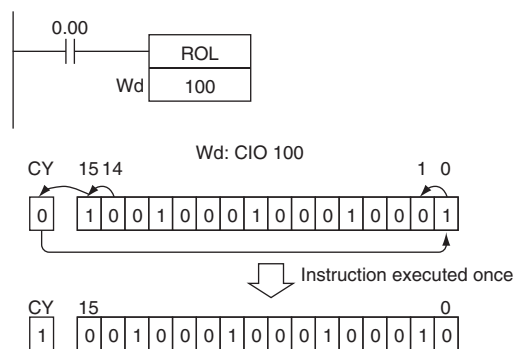 0.00
ROL
Wd 100
Wd: CIO 100
CY 15 14 1 0
0 1 0 0 1 0 0 0 1 0 0 0 1 0 0 0 1
Instruction executed once
CY 15 0
1 0 0 1 0 0 0 1 0 0 0 1 0 0 0 1 0